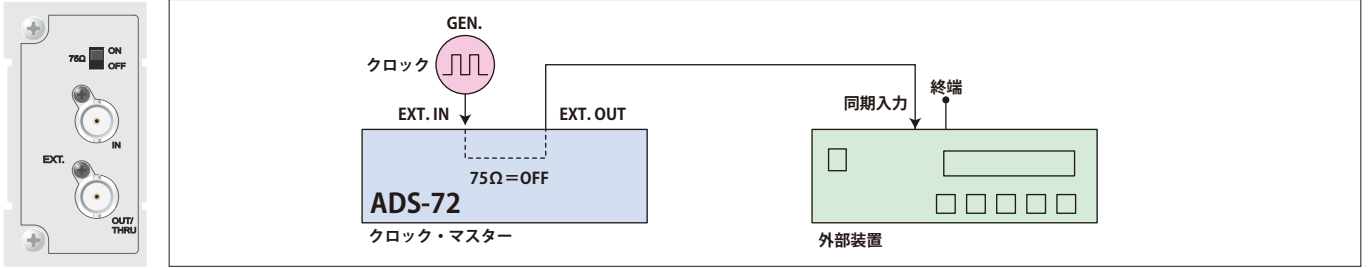 75Ω
ON
OFF
IN
EXT.
OUT/
THRU
GEN.
クロック
EXT. IN
EXT. OUT
75Ω＝OFF
ADS-72
クロック・マスター
同期入力
終端
外部装置